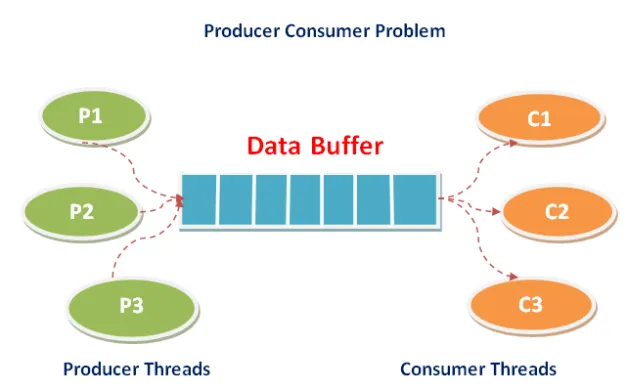 Producer Consumer Problem
P1
C1
Data Buffer
P2
C2
P3
C3
Producer Threads
Consumer Threads